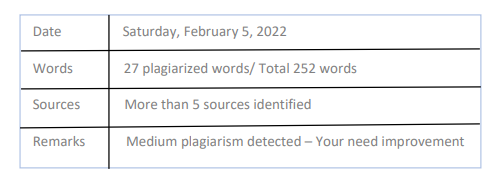 Date Saturday, February 5, 2022
Words 27 plagiarized words/ Total 252 words
Sources More than 5 sources identified
Remarks Medium plagiarism detected – Your need improvement